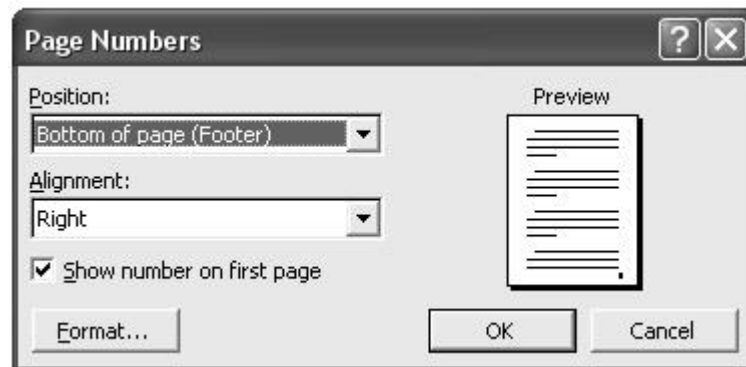 Page Numbers
Position:
Preview
Bottom of page (Footer)
Alignment:
Right
Show number on first page
Format...
OK
Cancel